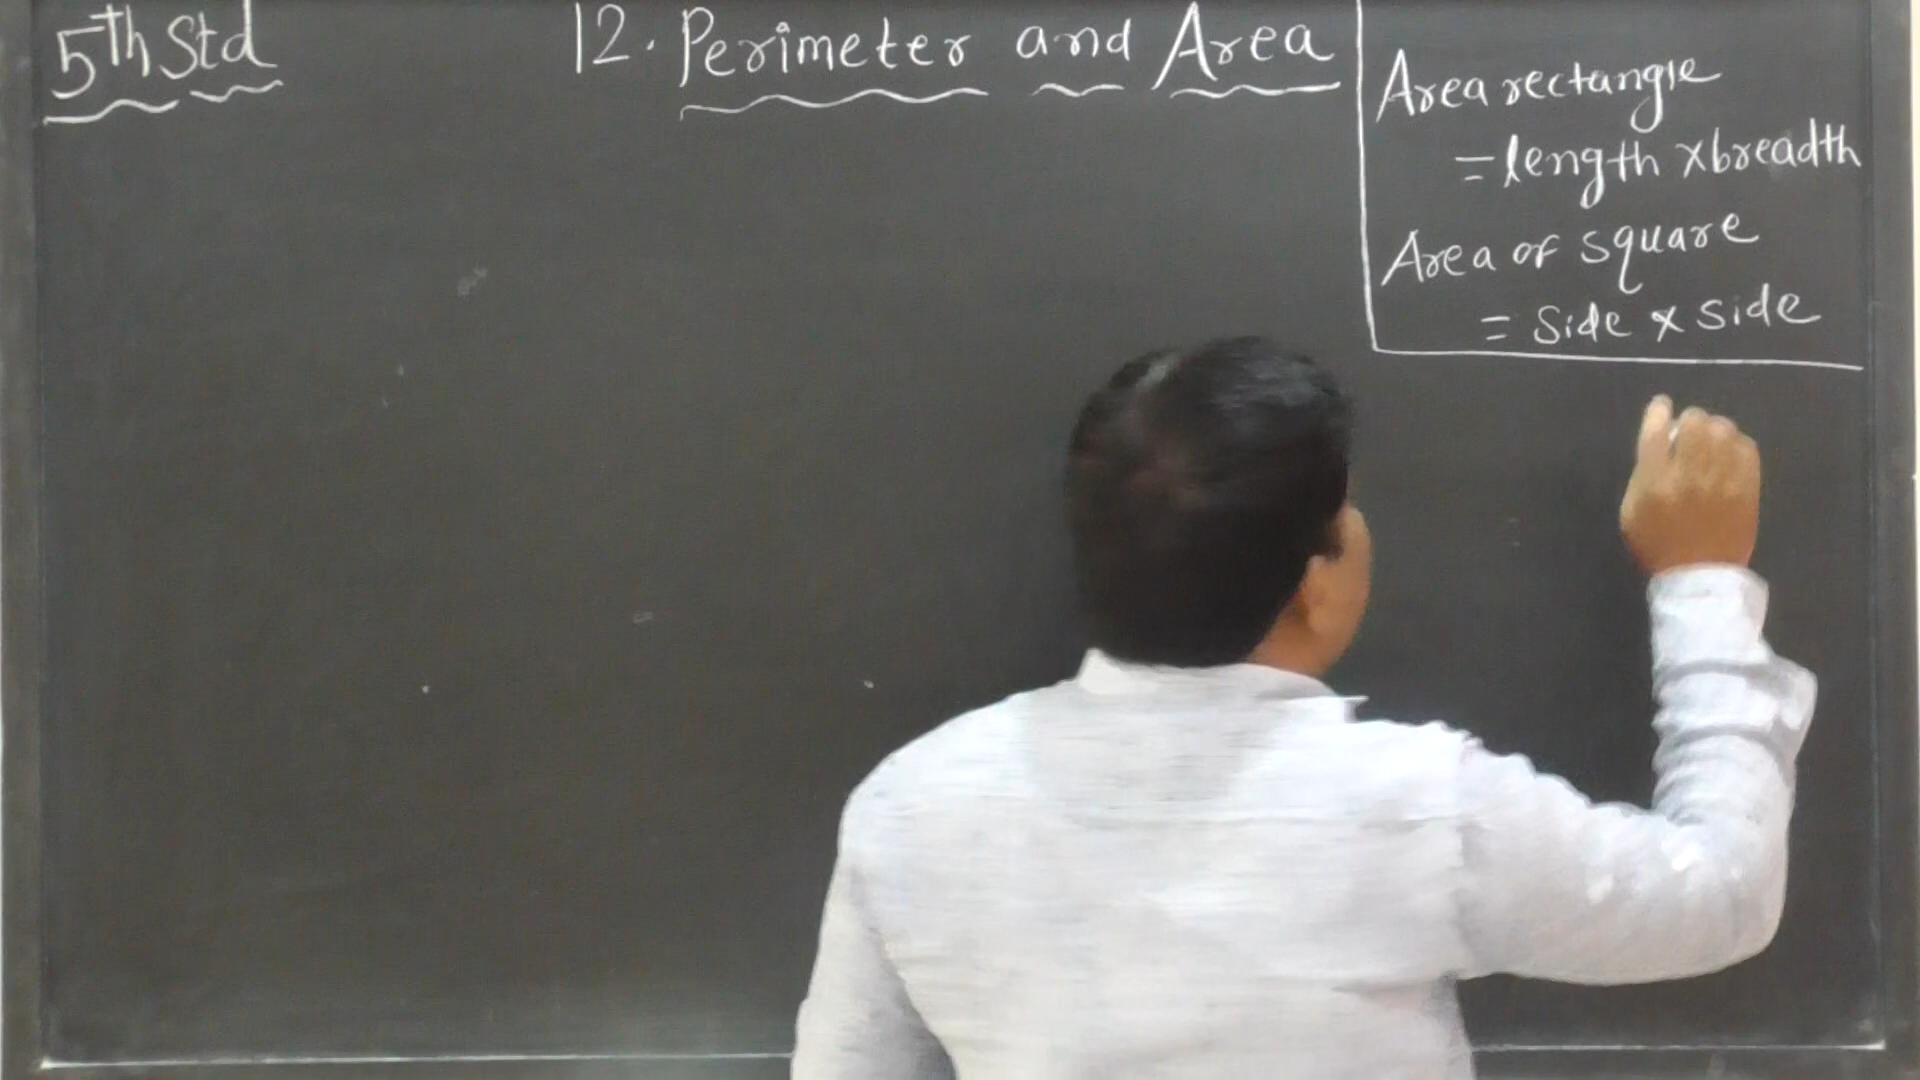 5th Std
12. Perimeter and Area
Area rectangle
= length × breadth
Area of square
= Side × side